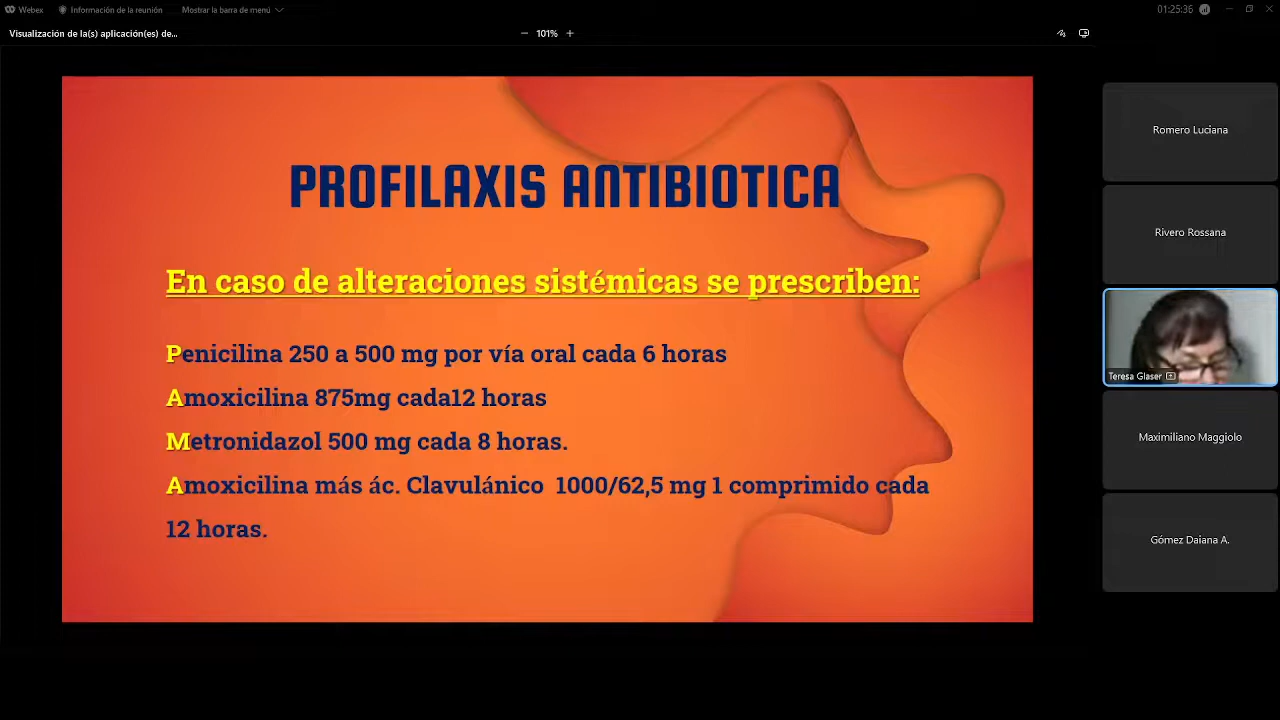 Webex Información de la reunión Mostrar la barra de menú 01:25:36
Visualización de la(s) aplicación(es) de... 101%
PROFILAXIS ANTIBIOTICA
En caso de alteraciones sistémicas se prescriben:
Penicilina 250 a 500 mg por vía oral cada 6 horas
Amoxicilina 875mg cada12 horas
Metronidazol 500 mg cada 8 horas.
Amoxicilina más ác. Clavulánico 1000/62,5 mg 1 comprimido cada
12 horas.
Romero Luciana
Rivero Rossana
Teresa Glaser
Maximiliano Maggiolo
Gómez Daiana A.